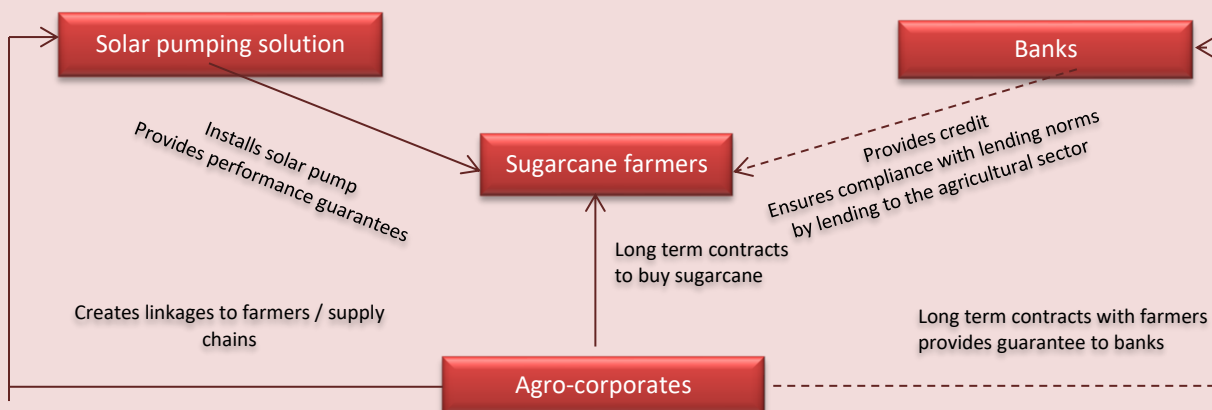 Solar pumping solution
Banks
Installs solar pump
Provides performance guarantees
Sugarcane farmers
Provides credit
Ensures compliance with lending norms
by lending to the agricultural sector
Long term contracts
to buy sugarcane
Creates linkages to farmers / supply
chains
Long term contracts with farmers
provides guarantee to banks
Agro-corporates